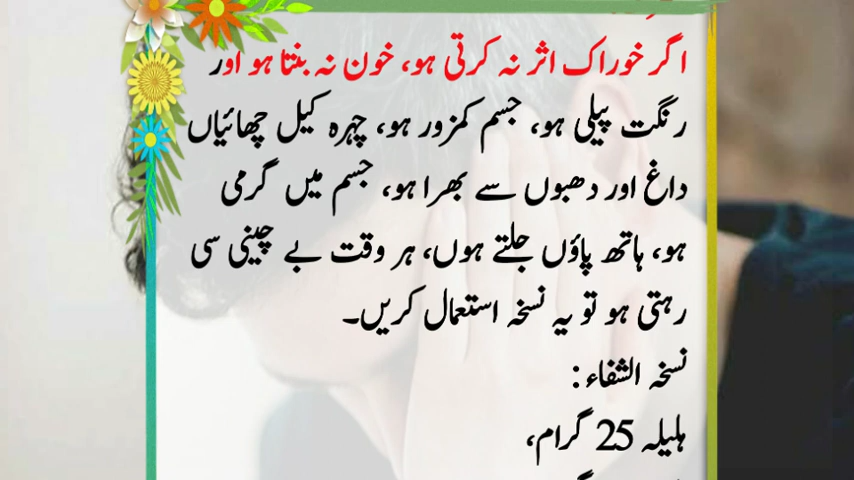 اگر خوراک اثر نہ کرتی ہو، خون نہ بنتا ہو اور
رنگت پیلی ہو، جسم کمزور ہو، چہرہ کیل چھائیاں
داغ اور دھبوں سے بھرا ہو، جسم میں گرمی
ہو، ہاتھ پاؤں جلتے ہوں، ہر وقت بے چینی سی
رہتی ہو تو یہ نسخہ استعمال کریں۔
نسخہ الشفاء :
ہلیلہ 25 گرام،